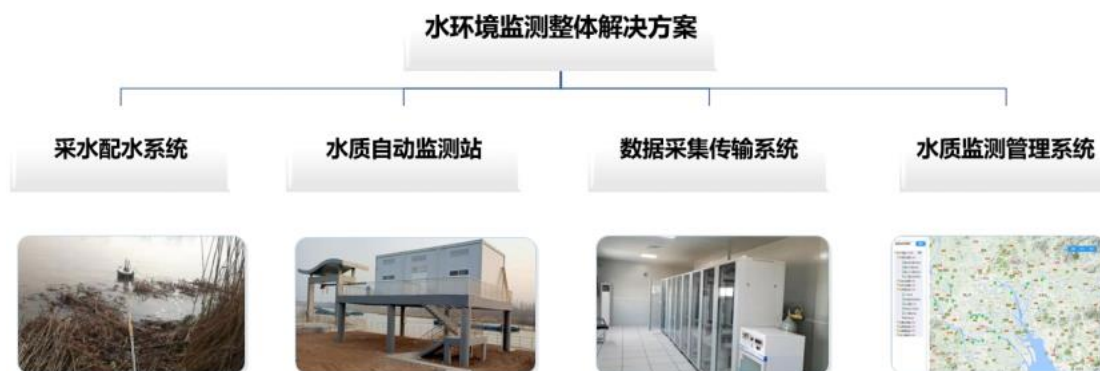 水环境监测整体解决方案
采水配水系统
水质自动监测站
数据采集传输系统
水质监测管理系统